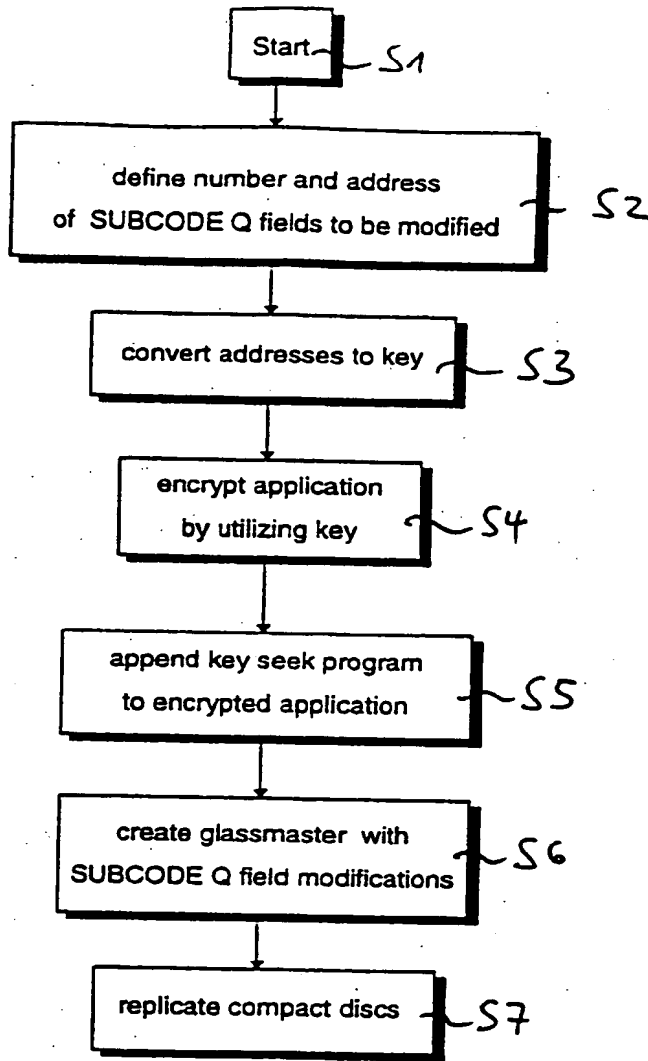 Start S1
define number and address
of SUBCODE Q fields to be modified S2
convert addresses to key S3
encrypt application
by utilizing key S4
append key seek program
to encrypted application S5
create glassmaster with
SUBCODE Q field modifications S6
replicate compact discs S7